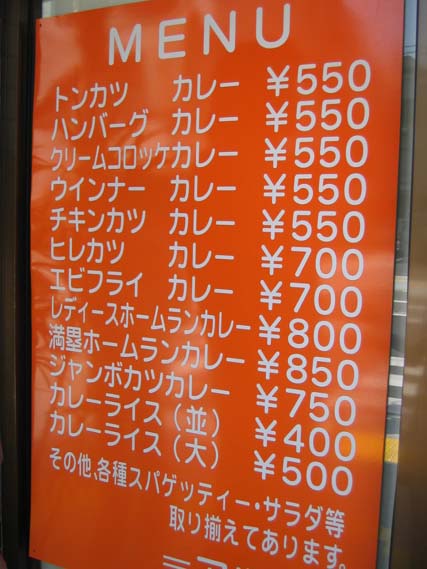 MENU
トンカツ カレー ¥550
ハンバーグ カレー ¥550
クリームコロッケカレー ¥550
ウインナー カレー ¥550
チキンカツ カレー ¥550
ヒレカツ カレー ¥700
エビフライ カレー ¥700
レディースホームランカレー ¥800
満塁ホームランカレー ¥850
ジャンボカツカレー ¥750
カレーライス(並) ¥400
カレーライス(大) ¥500
その他、各種スパゲッティー・サラダ等
取り揃えてあります。